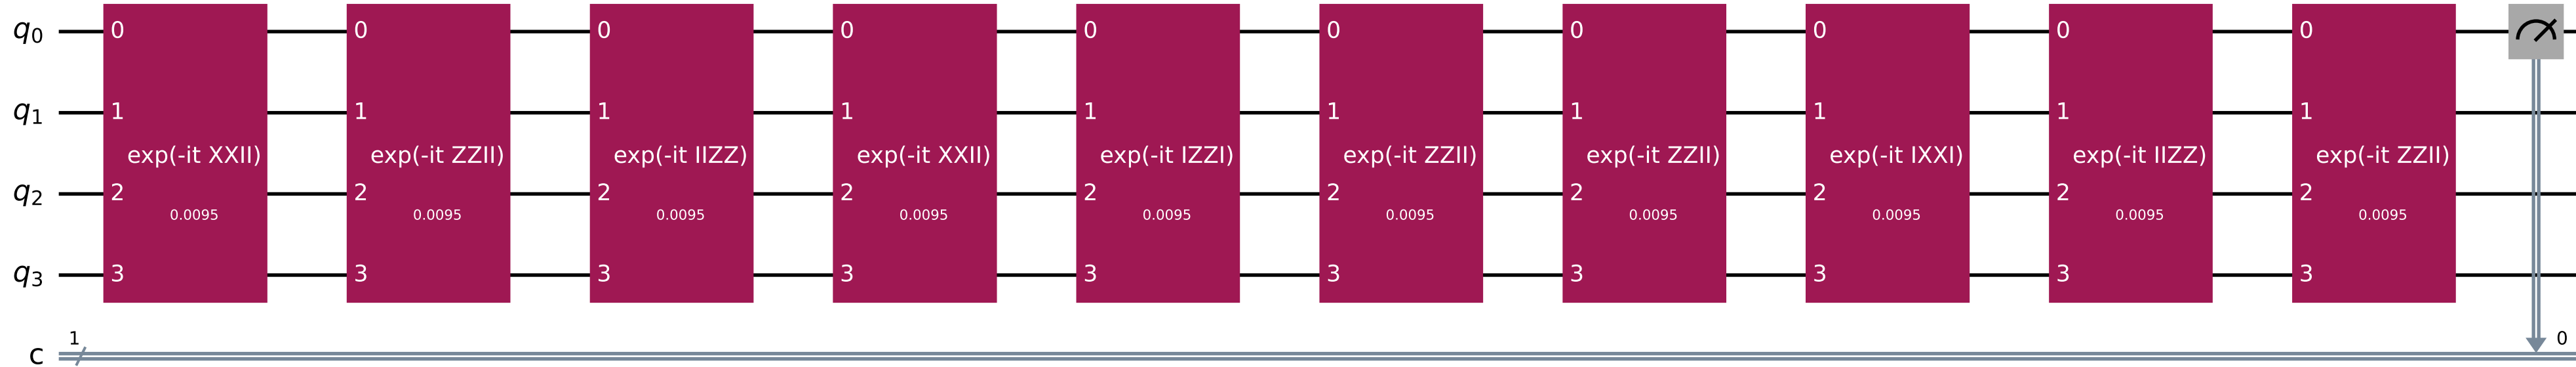 q0 0 0 0 0 0 0 0 0 0 0
q1 1 1 1 1 1 1 1 1 1 1
exp(-it XXII) exp(-it ZZII) exp(-it IIZZ) exp(-it XXII) exp(-it IZZI) exp(-it ZZII) exp(-it ZZII) exp(-it IXXI) exp(-it IIZZ) exp(-it ZZII)
q2 2 2 2 2 2 2 2 2 2 2
0.0095 0.0095 0.0095 0.0095 0.0095 0.0095 0.0095 0.0095 0.0095 0.0095
q3 3 3 3 3 3 3 3 3 3 3
c 1 0